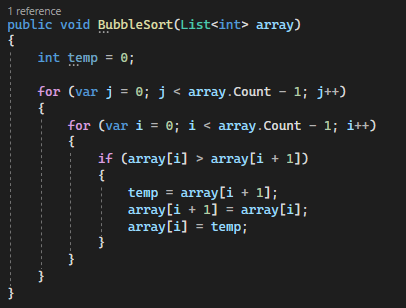 1 reference
public void BubbleSort(List<int> array)
{
    int temp = 0;

    for (var j = 0; j < array.Count - 1; j++)
    {
        for (var i = 0; i < array.Count - 1; i++)
        {
            if (array[i] > array[i + 1])
            {
                temp = array[i + 1];
                array[i + 1] = array[i];
                array[i] = temp;
            }
        }
    }
}